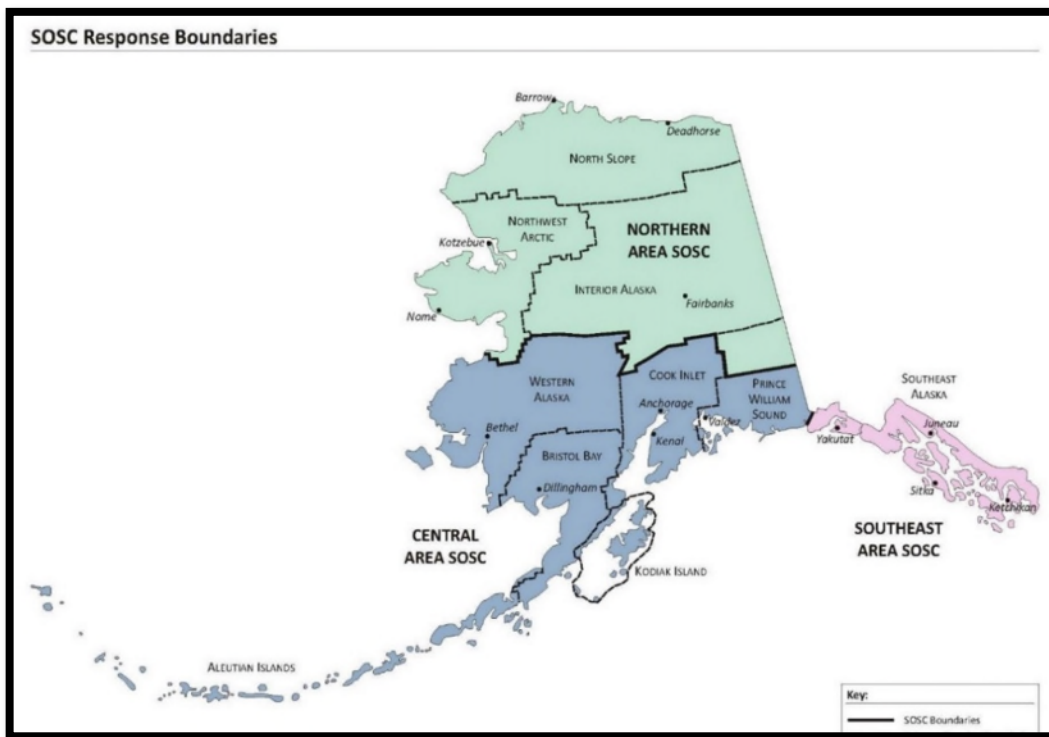 SOSC Response Boundaries
Barrow
Deadhorse
NORTH SLOPE
NORTHWEST
ARCTIC
Kotzebue
NORTHERN
AREA SOSC
INTERIOR ALASKA
Fairbanks
Nome
WESTERN
ALASKA
COOK INLET
PRINCE
WILLIAM
SOUND
SOUTHEAST
ALASKA
Anchorage
Valdez
Juneau
Bethel
Kenai
Yakutat
BRISTOL BAY
Dillingham
Sitka
Ketchikan
CENTRAL
AREA SOSC
SOUTHEAST
AREA SOSC
KODIAK ISLAND
ALEUTIAN ISLANDS
Key:
SOSC Boundaries